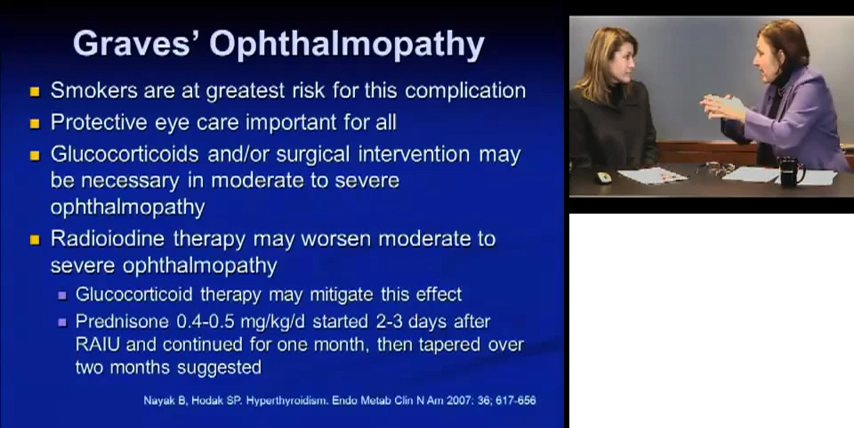 Graves' Ophthalmopathy
Smokers are at greatest risk for this complication
Protective eye care important for all
Glucocorticoids and/or surgical intervention may
be necessary in moderate to severe
ophthalmopathy
Radioiodine therapy may worsen moderate to
severe ophthalmopathy
Glucocorticoid therapy may mitigate this effect
Prednisone 0.4-0.5 mg/kg/d started 2-3 days after
RAIU and continued for one month, then tapered over
two months suggested
Nayak B, Hodak SP. Hyperthyroidism. Endo Metab Clin N Am 2007: 36; 617-656